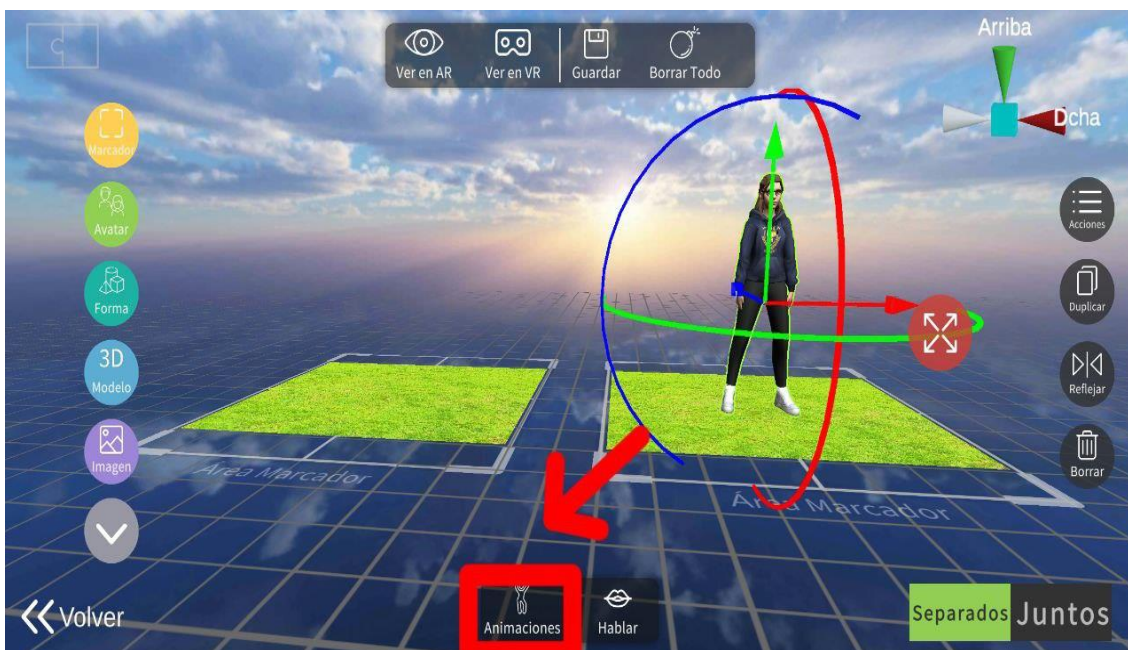 Ver en AR
Ver en VR
Guardar
Borrar Todo
Arriba
Dcha
Marcador
Avatar
Forma
3D
Modelo
Imagen
Acciones
Duplicar
Reflejar
Borrar
Área Marcador
Área Marcador
Volver
Animaciones
Hablar
Separados
Juntos